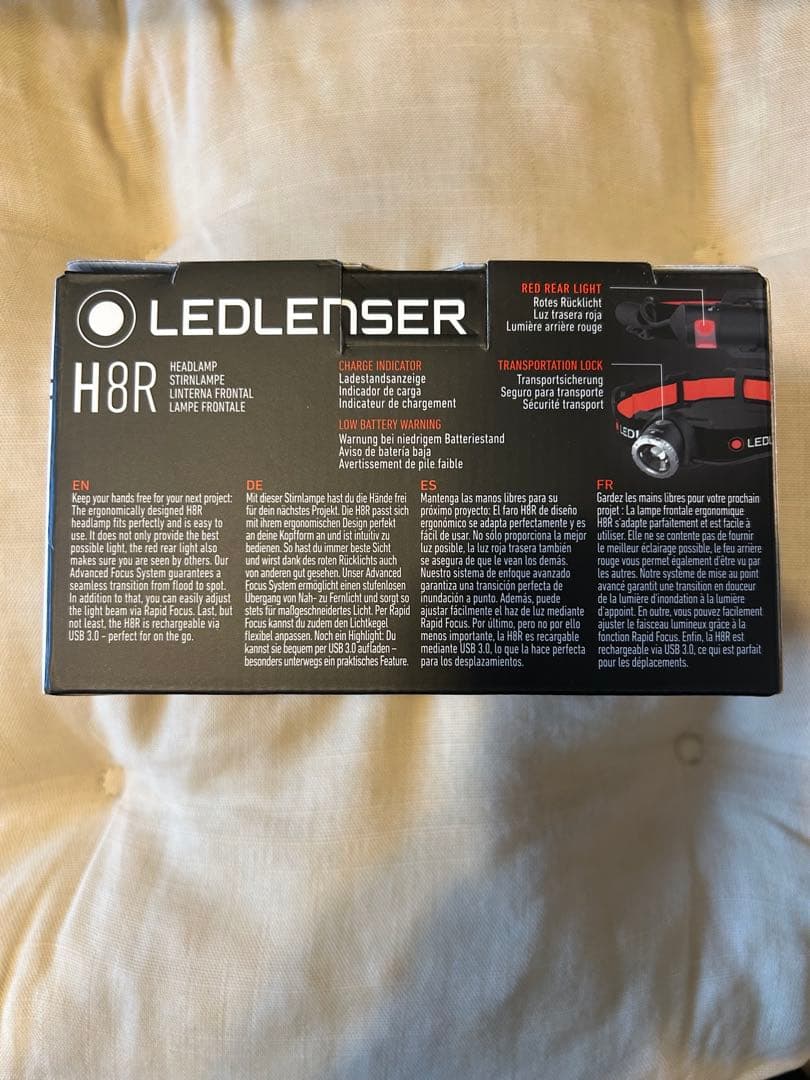 LEDLENSER
H8R
HEADLAMP
STIRNLAMPE
LINTERNA FRONTAL
LAMPE FRONTALE
CHARGE INDICATOR
Ladestandsanzeige
Indicador de carga
Indicateur de chargement
LOW BATTERY WARNING
Warnung bei niedrigem Batteriestand
Aviso de batería baja
Avertissement de pile faible
RED REAR LIGHT
Rotes Rücklicht
Luz trasera roja
Lumière arrière rouge
TRANSPORTATION LOCK
Transportsicherung
Seguro para transporte
Sécurité transport
LEDL
LEDL
EN
Keep your hands free for your next project:
The ergonomically designed H8R
headlamp fits perfectly and is easy to
use. It does not only provide the best
possible light, the red rear light also
makes sure you are seen by others. Our
Advanced Focus System guarantees a
seamless transition from flood to spot.
In addition to that, you can easily adjust
the light beam via Rapid Focus. Last, but
not least, the H8R is rechargeable via
USB 3.0 - perfect for on the go.
DE
Mit dieser Stirnlampe hast du die Hände frei
für dein nächstes Projekt. Die H8R passt sich
mit ihrem ergonomischen Design perfekt
an deine Kopfform an und ist intuitiv zu
bedienen. So hast du immer beste Sicht
und wirst dank des roten Rücklichts auch
von anderen gut gesehen. Unser Advanced
Focus System ermöglicht einen stufenlosen
Übergang von Nah- zu Fernlicht und sorgt so
stets für maßgeschneidertes Licht. Per Rapid
Focus kannst du zudem den Lichtkegel
flexibel anpassen. Noch ein Highlight: Du
kannst sie bequem per USB 3.0 aufladen –
besonders unterwegs ein praktisches Feature.
ES
Mantenga las manos libres para su
próximo proyecto: El faro H8R de diseño
ergonómico se adapta perfectamente y es
fácil de usar. No sólo proporciona la mejor
luz posible, la luz roja trasera también
se asegura de que le vean los demás.
Nuestro sistema de enfoque avanzado
garantiza una transición perfecta de
inundación a punto. Además, puede
ajustar fácilmente el haz de luz mediante
Rapid Focus. Por último, pero no por ello
menos importante, la H8R es recargable
mediante USB 3.0, lo que la hace perfecta
para los desplazamientos.
FR
Gardez les mains libres pour votre prochain
projet : La lampe frontale ergonomique
H8R s'adapte parfaitement et est facile à
utiliser. Elle ne se contente pas de fournir
le meilleur éclairage possible, le feu arrière
rouge vous permet également d'être vu par
les autres. Notre système de mise au point
avancé garantit une transition en douceur
de la lumière d'inondation à la lumière
d'appoint. En outre, vous pouvez facilement
ajuster le faisceau lumineux grâce à la
fonction Rapid Focus. Enfin, la H8R est
rechargeable via USB 3.0, ce qui est parfait
pour les déplacements.